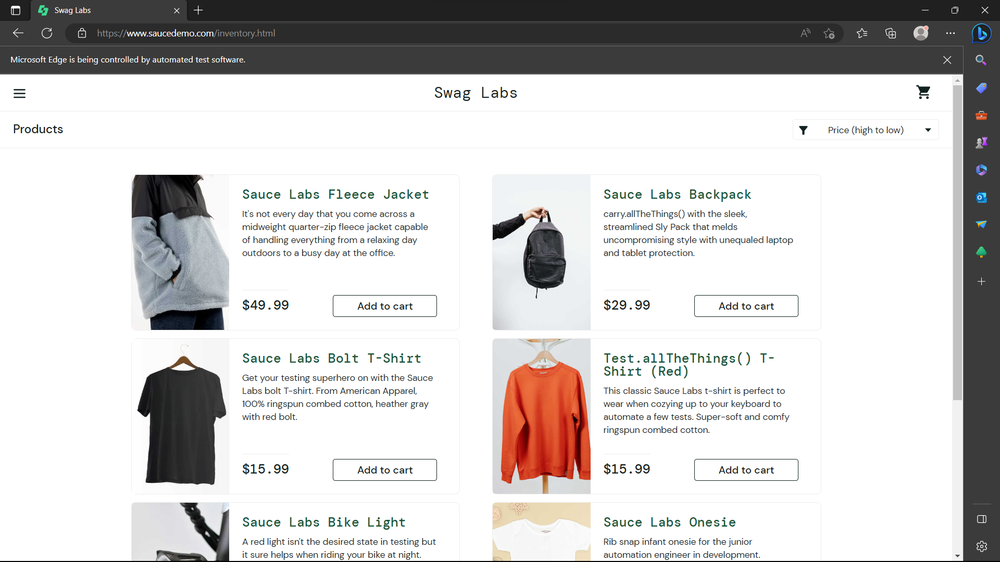 Swag Labs
https://www.saucedemo.com/inventory.html
Microsoft Edge is being controlled by automated test software.
Swag Labs
Products
Price (high to low)
Sauce Labs Fleece Jacket
It's not every day that you come across a
midweight quarter-zip fleece jacket capable
of handling everything from a relaxing day
outdoors to a busy day at the office.
$49.99
Add to cart
Sauce Labs Backpack
carry.allTheThings() with the sleek,
streamlined Sly Pack that melds
uncompromising style with unequaled laptop
and tablet protection.
$29.99
Add to cart
Sauce Labs Bolt T-Shirt
Get your testing superhero on with the Sauce
Labs bolt T-shirt. From American Apparel,
100% ringspun combed cotton, heather gray
with red bolt.
$15.99
Add to cart
Test.allTheThings() T-
Shirt (Red)
This classic Sauce Labs t-shirt is perfect to
wear when cozying up to your keyboard to
automate a few tests. Super-soft and comfy
ringspun combed cotton.
$15.99
Add to cart
Sauce Labs Bike Light
A red light isn't the desired state in testing but
it sure helps when riding your bike at night.
Sauce Labs Onesie
Rib snap infant onesie for the junior
automation engineer in development.